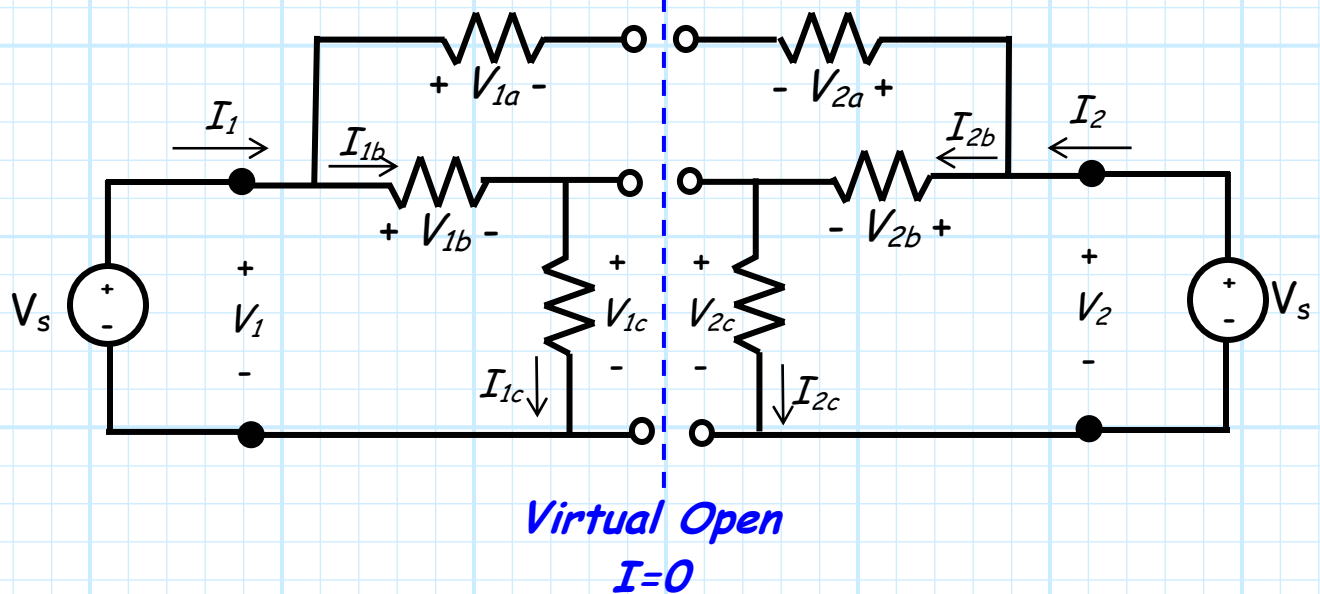 + V1a -
- V2a +
I1
I1b
I2b
I2
+ V1b -
- V2b +
Vs
+
-
+
V1
-
+
V1c
-
+
V2c
-
+
V2
-
+
-
Vs
I1c
I2c
Virtual Open
I=0